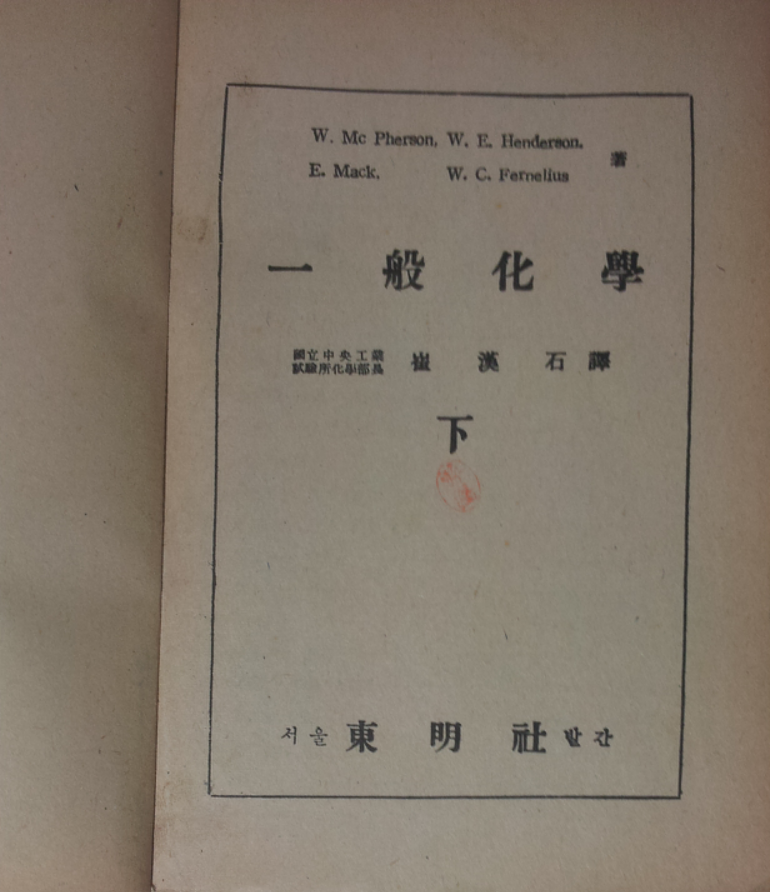 W. Mc Pherson, W. E. Henderson.
E. Mack. W. C. Fernelius 著
一般化學
國立中央工業
試驗所化學部長 崔漢石 譯
下
서울 東明社 발간